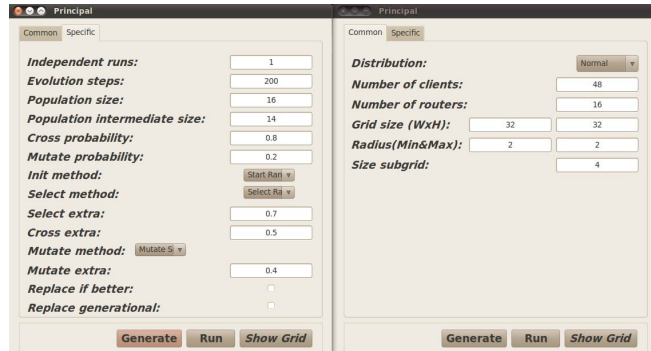 Principal
Common Specific
Independent runs: 1
Evolution steps: 200
Population size: 16
Population intermediate size: 14
Cross probability: 0.8
Mutate probability: 0.2
Init method: Start Ran
Select method: Select Ra
Select extra: 0.7
Cross extra: 0.5
Mutate method: Mutate S
Mutate extra: 0.4
Replace if better:
Replace generational:
Generate Run Show Grid
Principal
Common Specific
Distribution: Normal
Number of clients: 48
Number of routers: 16
Grid size (WxH): 32 32
Radius(Min&Max): 2 2
Size subgrid: 4
Generate Run Show Grid